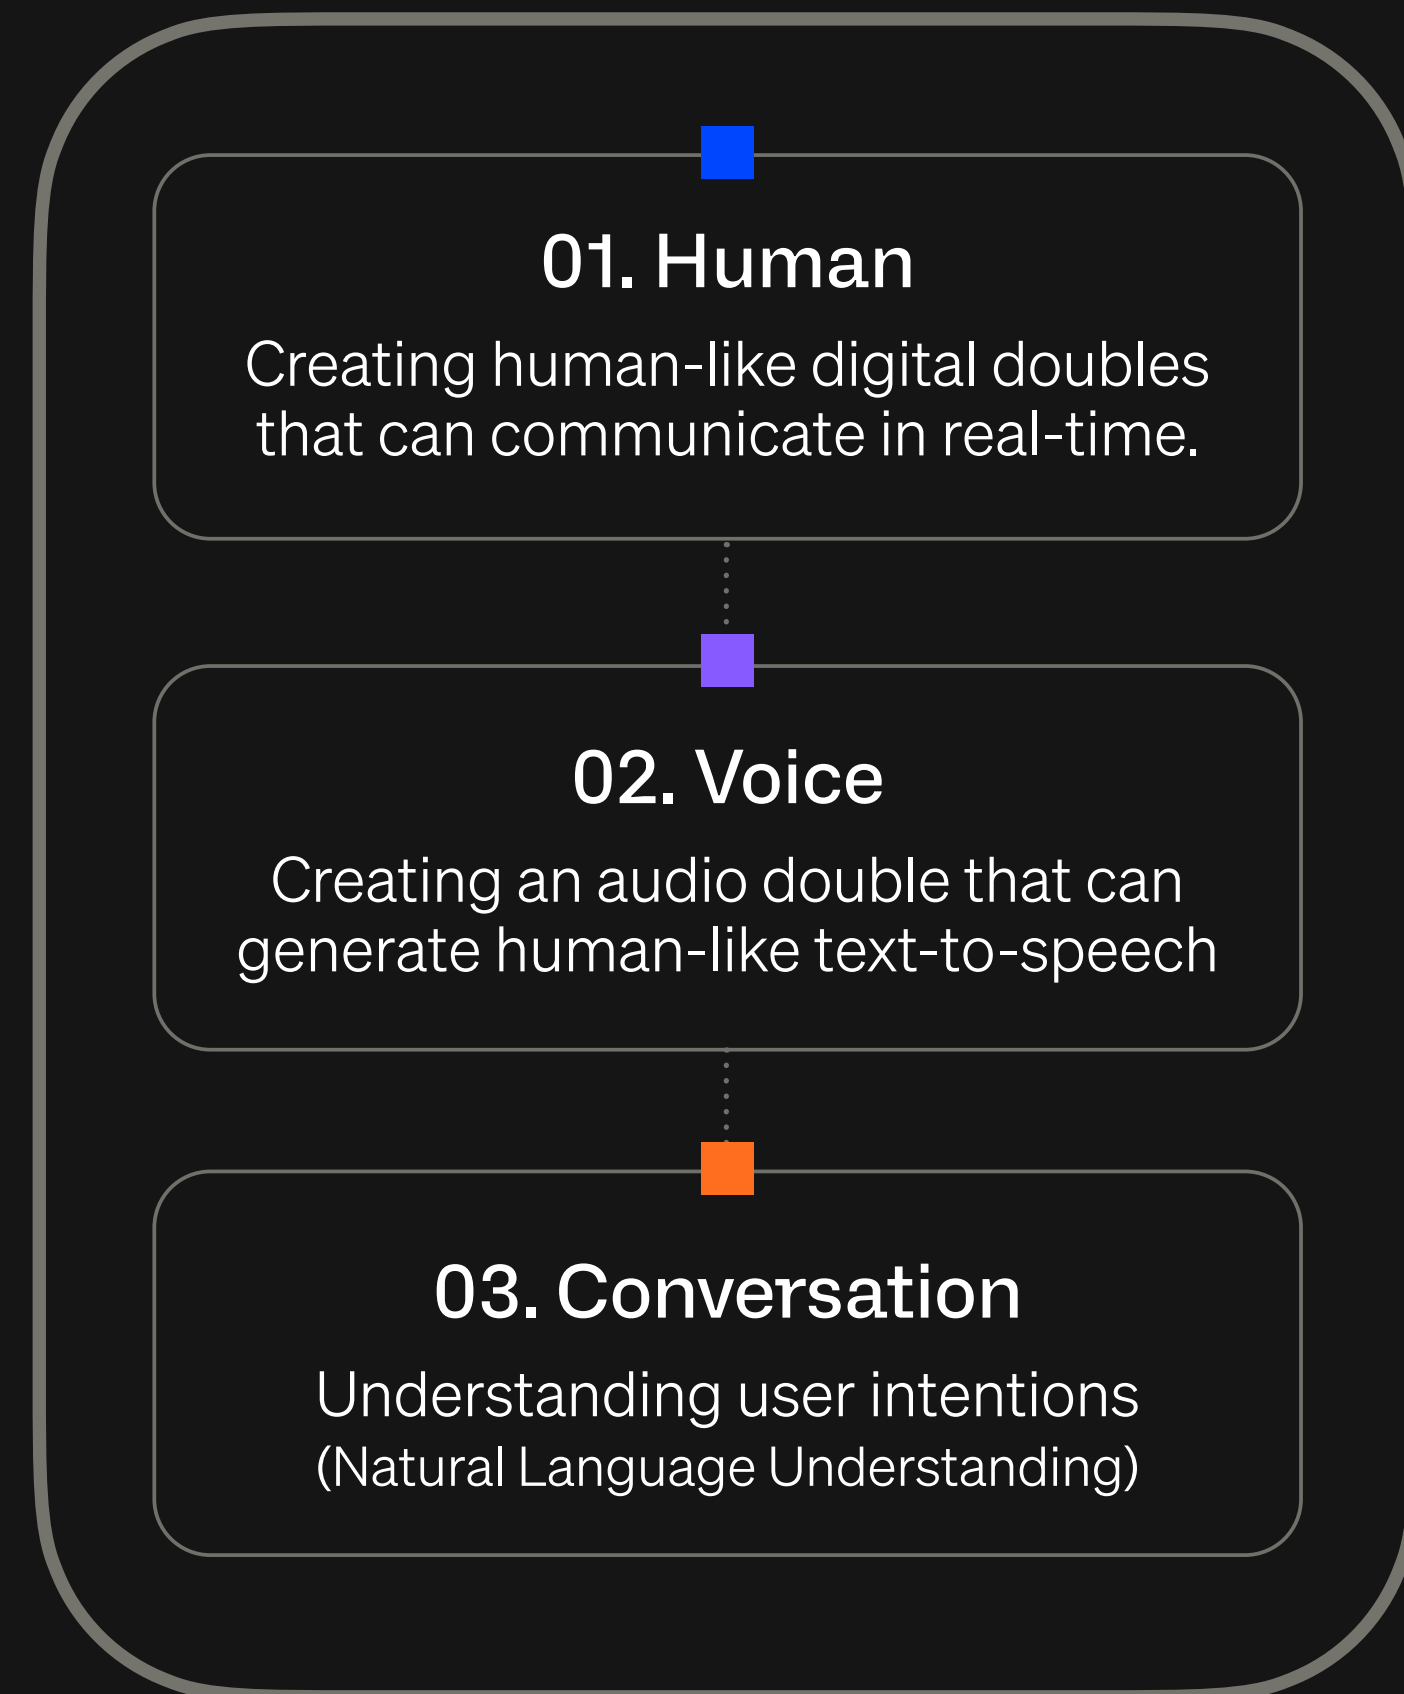 01. Human
Creating human-like digital doubles
that can communicate in real-time.
02. Voice
Creating an audio double that can
generate human-like text-to-speech
03. Conversation
Understanding user intentions
(Natural Language Understanding)